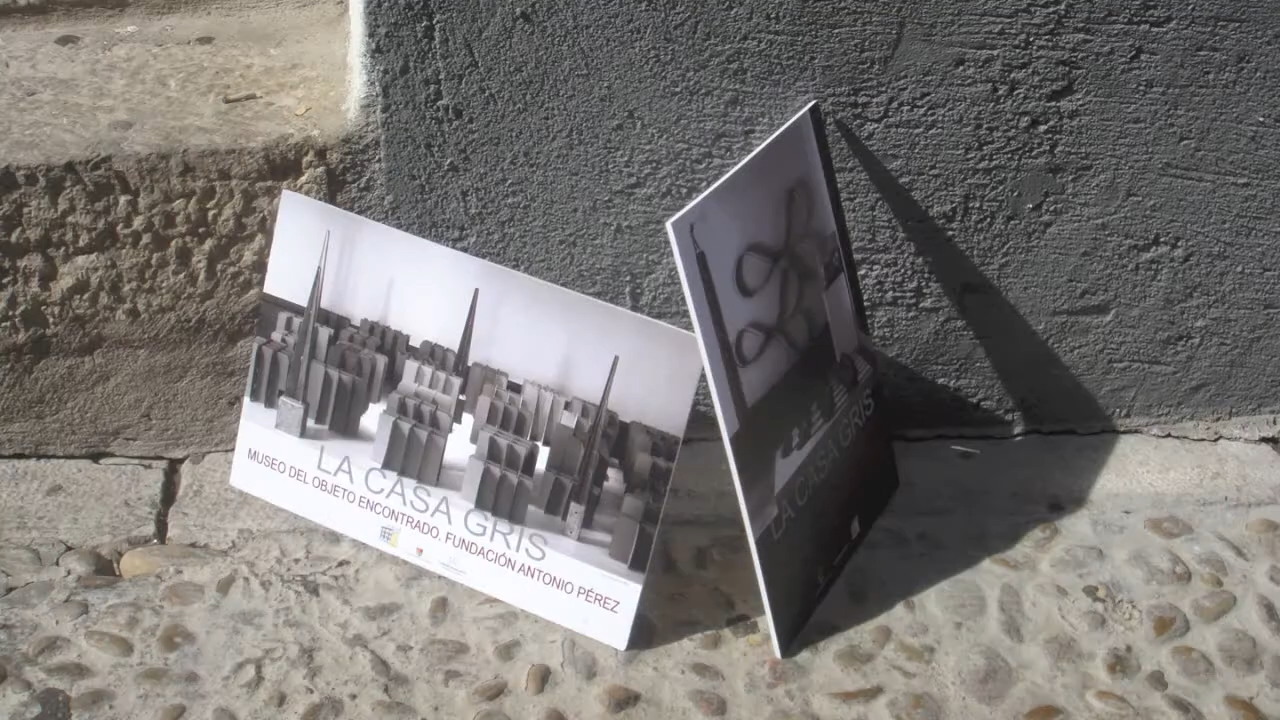 LA CASA GRIS
MUSEO DEL OBJETO ENCONTRADO. FUNDACIÓN ANTONIO PÉREZ
LA CASA GRIS